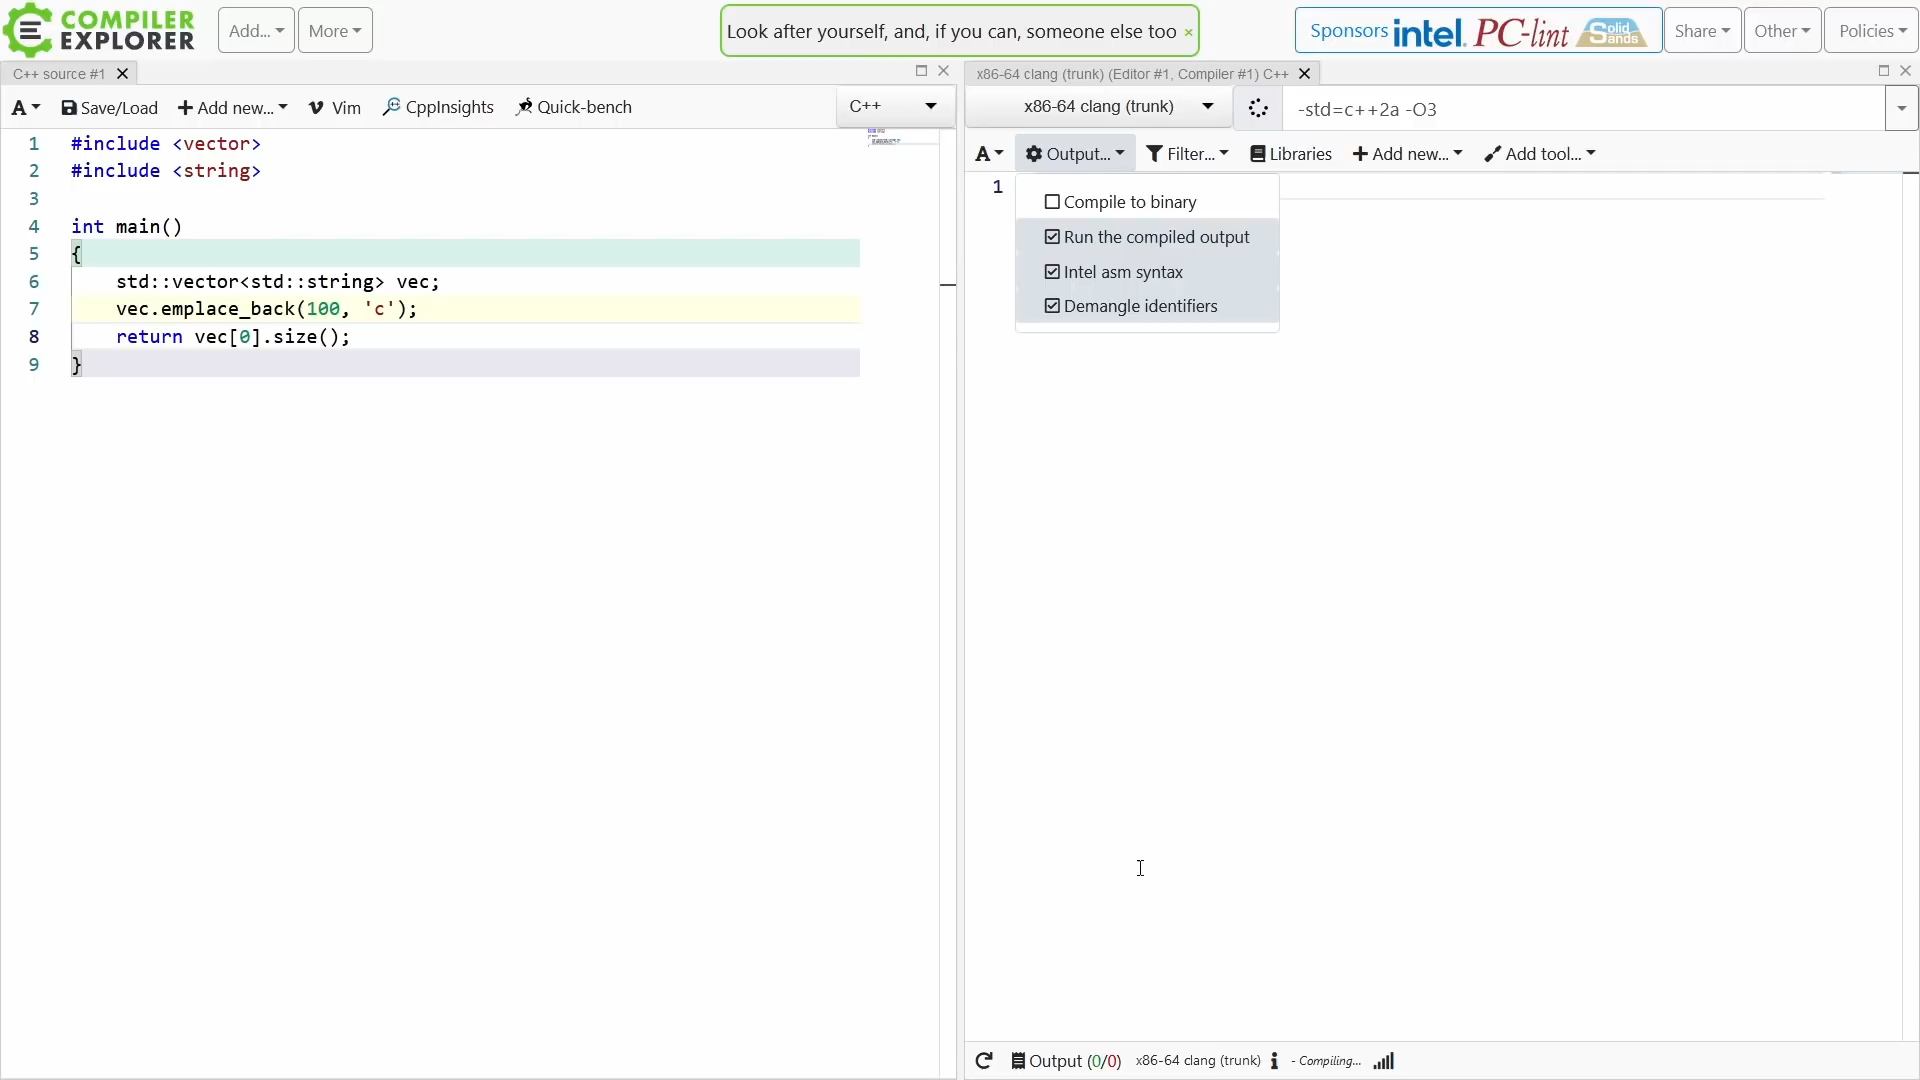 COMPILER EXPLORER
Add...
More
Look after yourself, and, if you can, someone else too ×
Sponsors intel. PC-lint Solid Sands
Share
Other
Policies
C++ source #1
A
Save/Load
+ Add new...
Vim
CppInsights
Quick-bench
C++
1 #include <vector>
2 #include <string>
3
4 int main()
5 {
6 std::vector<std::string> vec;
7 vec.emplace_back(100, 'c');
8 return vec[0].size();
9 }
x86-64 clang (trunk) (Editor #1, Compiler #1) C++
x86-64 clang (trunk)
-std=c++2a -O3
A
Output...
Filter...
Libraries
+ Add new...
Add tool...
1
Compile to binary
Run the compiled output
Intel asm syntax
Demangle identifiers
Output (0/0) x86-64 clang (trunk) i - Compiling...